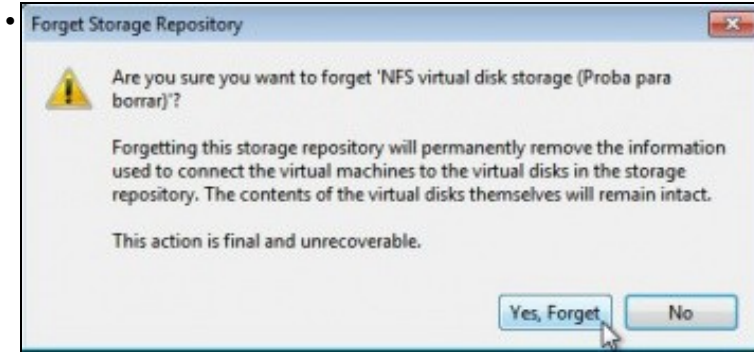 Forget Storage Repository
Are you sure you want to forget 'NFS virtual disk storage (Proba para
borrar)'?
Forgetting this storage repository will permanently remove the information
used to connect the virtual machines to the virtual disks in the storage
repository. The contents of the virtual disks themselves will remain intact.
This action is final and unrecoverable.
Yes, Forget No